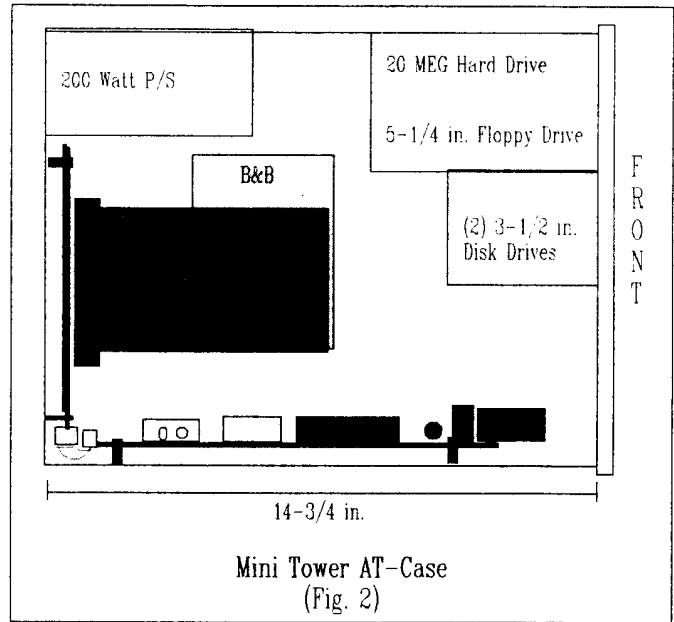 200 Watt P/S
20 MEG Hard Drive
5-1/4 in. Floppy Drive
B&B
(2) 3-1/2 in.
Disk Drives
FRONT
14-3/4 in.
Mini Tower AT-Case
(Fig. 2)